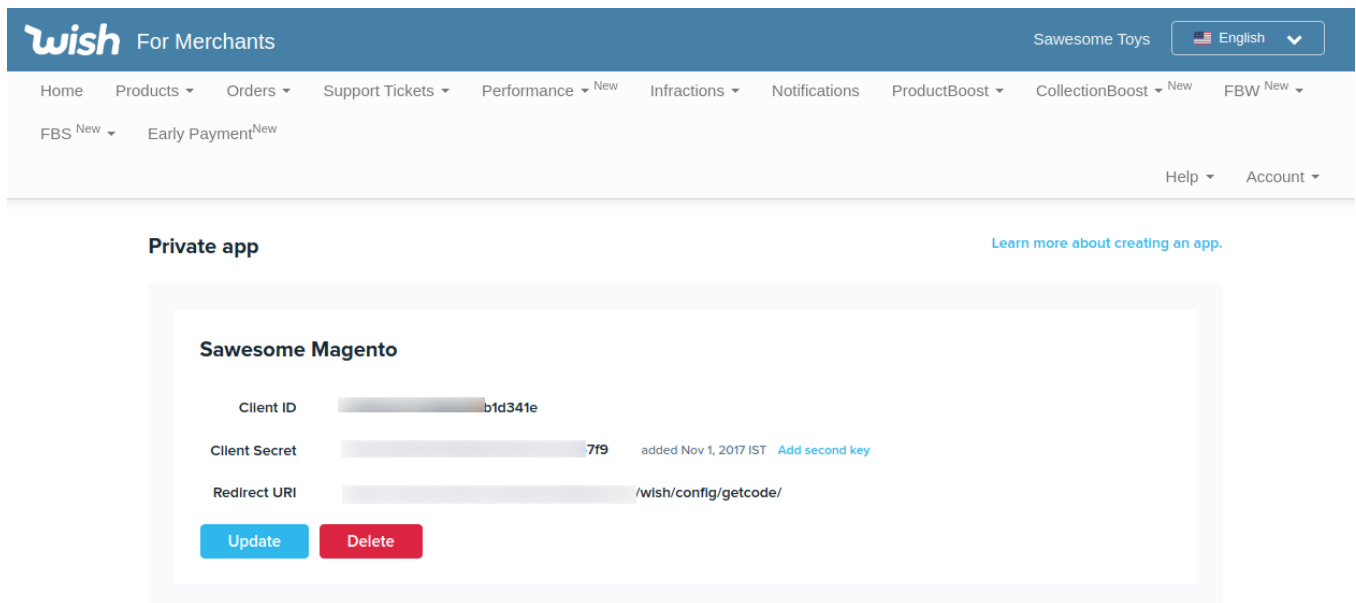 wish For Merchants Sawesome Toys English
Home Products Orders Support Tickets Performance New Infractions Notifications ProductBoost CollectionBoost New FBW New
FBS New Early Payment New
Help Account
Private app Learn more about creating an app.
Sawesome Magento
Client ID b1d341e
Client Secret 7f9 added Nov 1, 2017 IST Add second key
Redirect URI /wish/config/getcode/
Update Delete